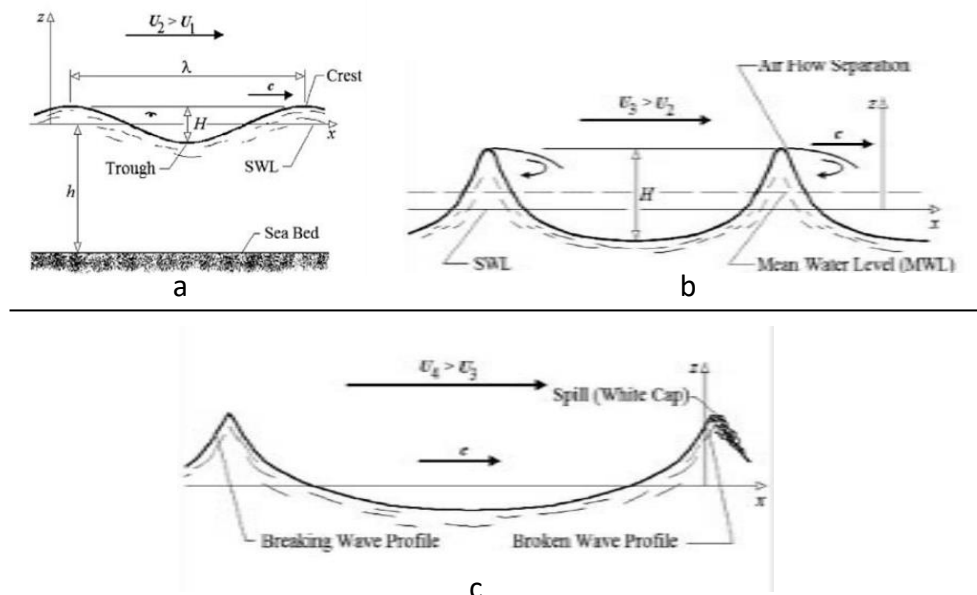 z
U₂ > U₁
λ
c
Crest
H
x
Trough
SWL
h
Sea Bed
a
Air Flow Separation
U₃ > U₂
z
c
H
x
SWL
Mean Water Level (MWL)
b
U₄ > U₃
z
Spill (White Cap)
c
x
Breaking Wave Profile
Broken Wave Profile
c